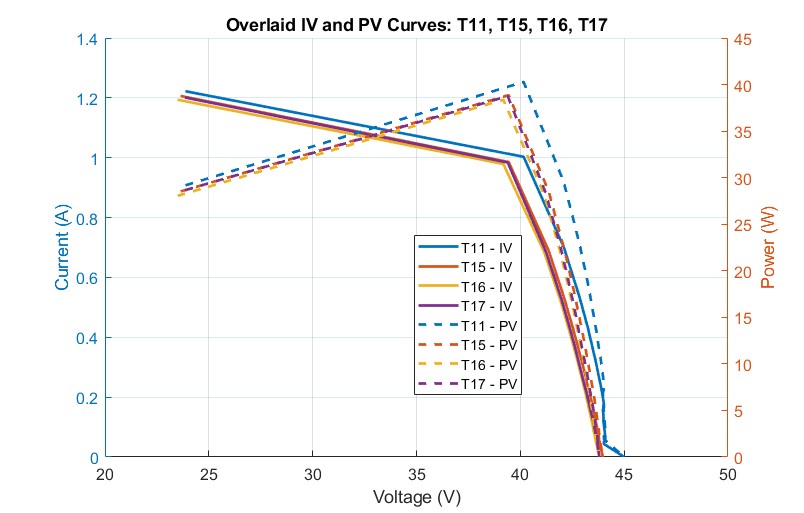 Overlaid IV and PV Curves: T11, T15, T16, T17
1.4
1.2
1
0.8
0.6
0.4
0.2
0
Current (A)
45
40
35
30
25
20
15
10
5
0
Power (W)
T11 - IV
T15 - IV
T16 - IV
T17 - IV
T11 - PV
T15 - PV
T16 - PV
T17 - PV
20 25 30 35 40 45 50
Voltage (V)